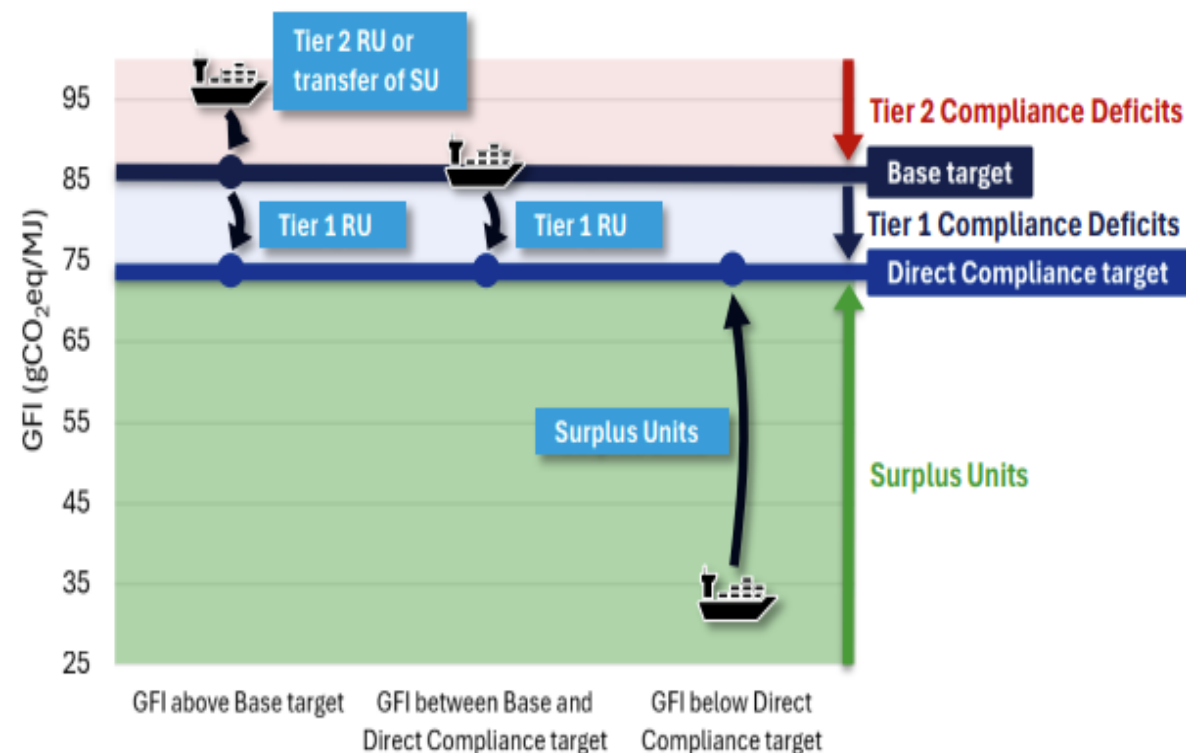 Tier 2 RU or
transfer of SU
95
Tier 2 Compliance Deficits
85
Base target
Tier 1 RU
Tier 1 RU
Tier 1 Compliance Deficits
75
Direct Compliance target
GFI (gCO₂eq/MJ)
65
55
Surplus Units
Surplus Units
45
35
25
GFI above Base target
GFI between Base and
Direct Compliance target
GFI below Direct
Compliance target